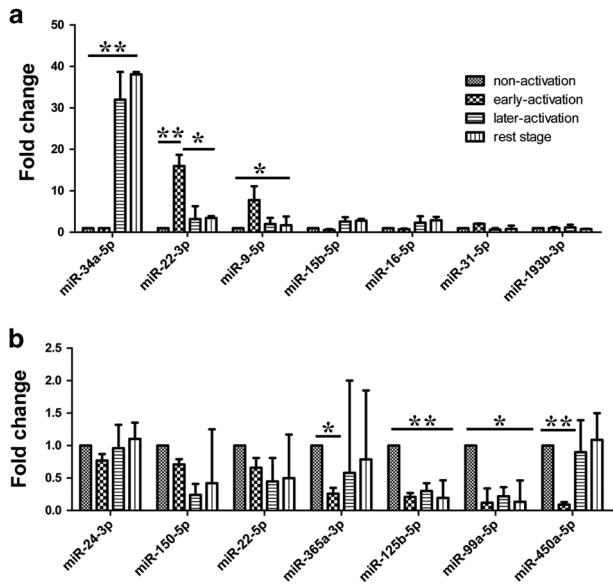 a
Fold change
50
40
30
20
10
0
** ** * *
non-activation
early-activation
later-activation
rest stage
miR-34a-5p
miR-22-3p
miR-9-5p
miR-15b-5p
miR-16-5p
miR-31-5p
miR-193b-3p
b
Fold change
2.5
2.0
1.5
1.0
0.5
0.0
* ** * **
miR-24-3p
miR-150-5p
miR-22-5p
miR-365a-3p
miR-125b-5p
miR-99a-5p
miR-450a-5p